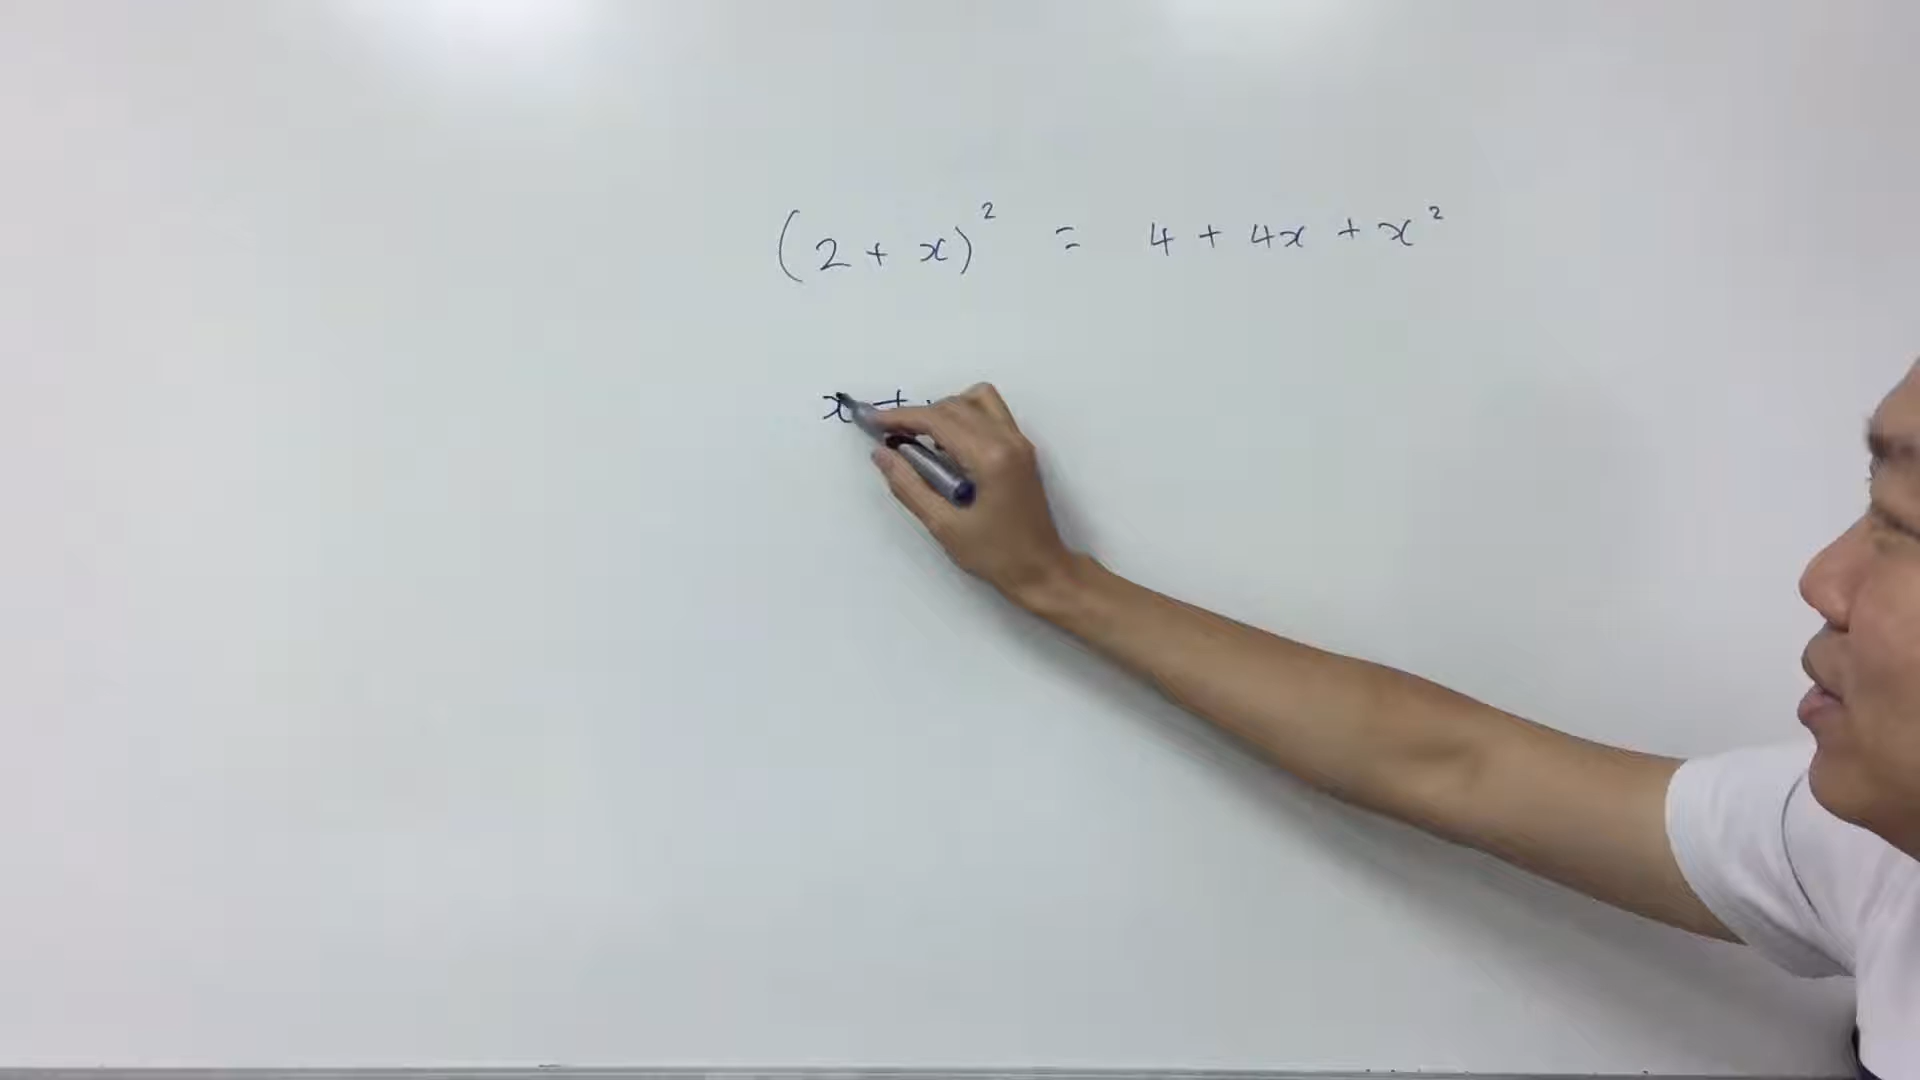 (2 + x)² = 4 + 4x + x²
x +